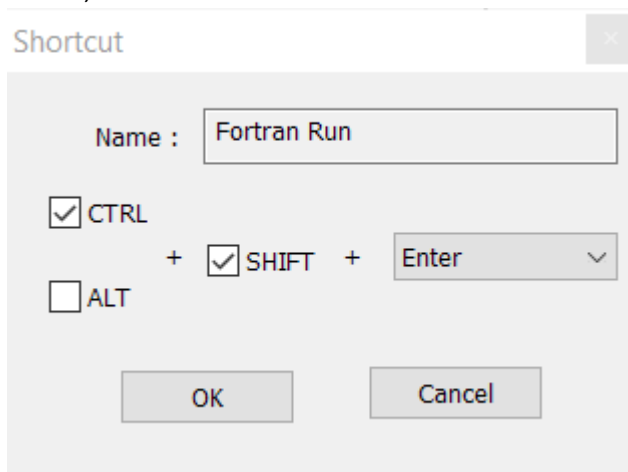 Shortcut
Name : Fortran Run
CTRL
+ SHIFT + Enter
ALT
OK Cancel